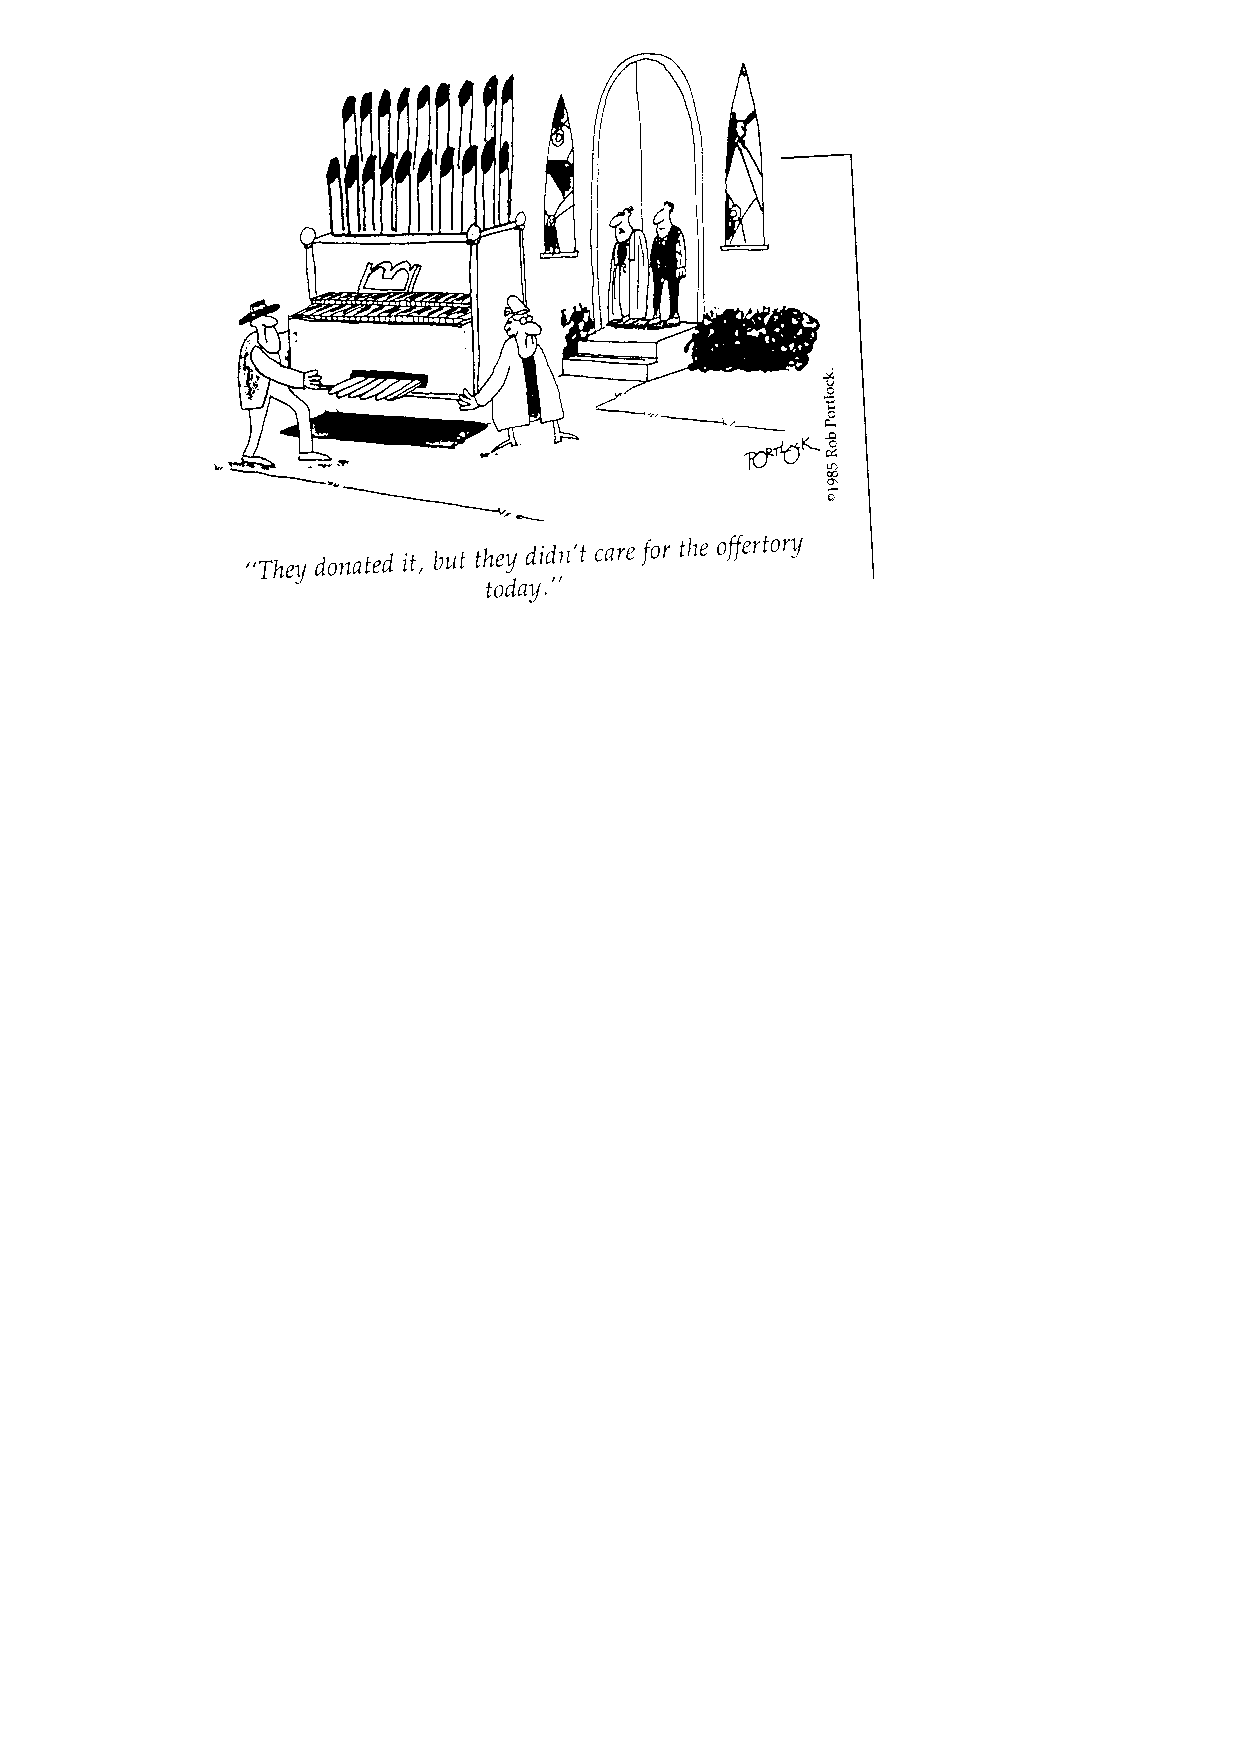 PORTLOCK
©1985 Rob Portlock.
"They donated it, but they didn't care for the offertory
today."